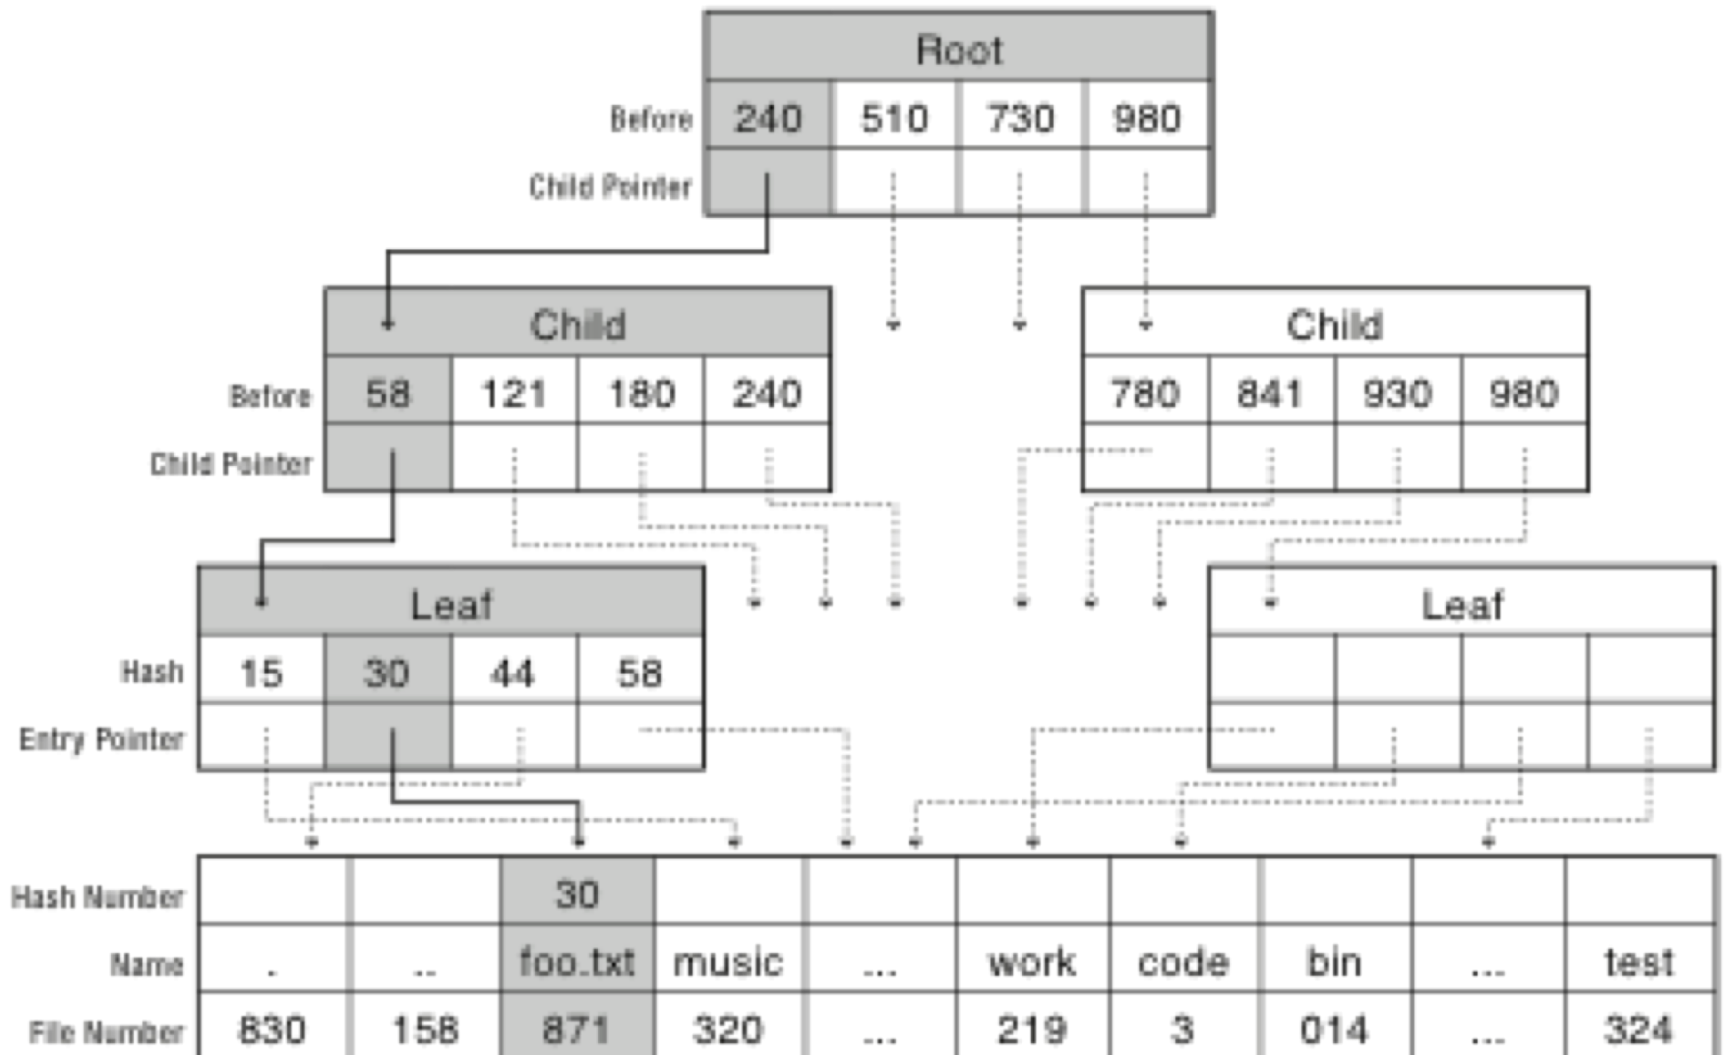 Root
Before 240 510 730 980
Child Pointer
Child Child
Before 58 121 180 240 780 841 930 980
Child Pointer
Leaf Leaf
Hash 15 30 44 58
Entry Pointer
Hash Number 30
Name . .. foo.txt music ... work code bin ... test
File Number 830 158 871 320 ... 219 3 014 ... 324